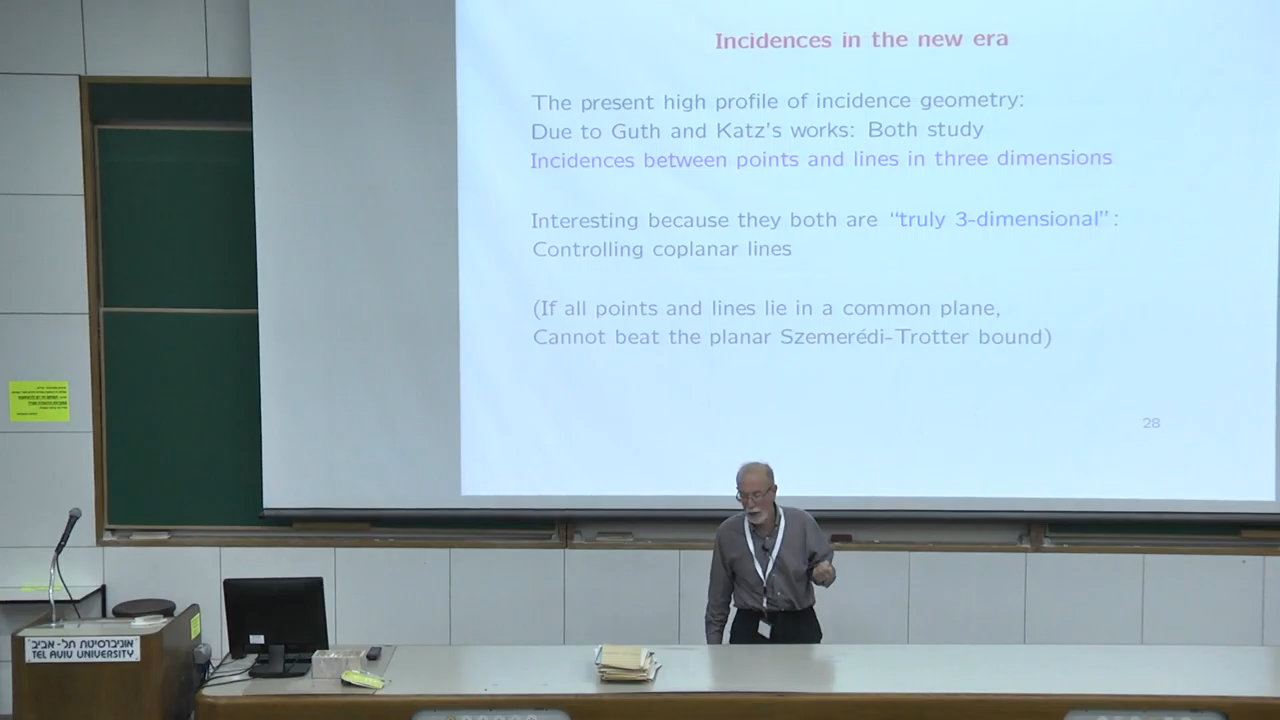 Incidences in the new era
The present high profile of incidence geometry:
Due to Guth and Katz's works: Both study
Incidences between points and lines in three dimensions
Interesting because they both are “truly 3-dimensional”:
Controlling coplanar lines
(If all points and lines lie in a common plane,
Cannot beat the planar Szemerédi-Trotter bound)
28
אוניברסיטת תל-אביב
TEL AVIV UNIVERSITY